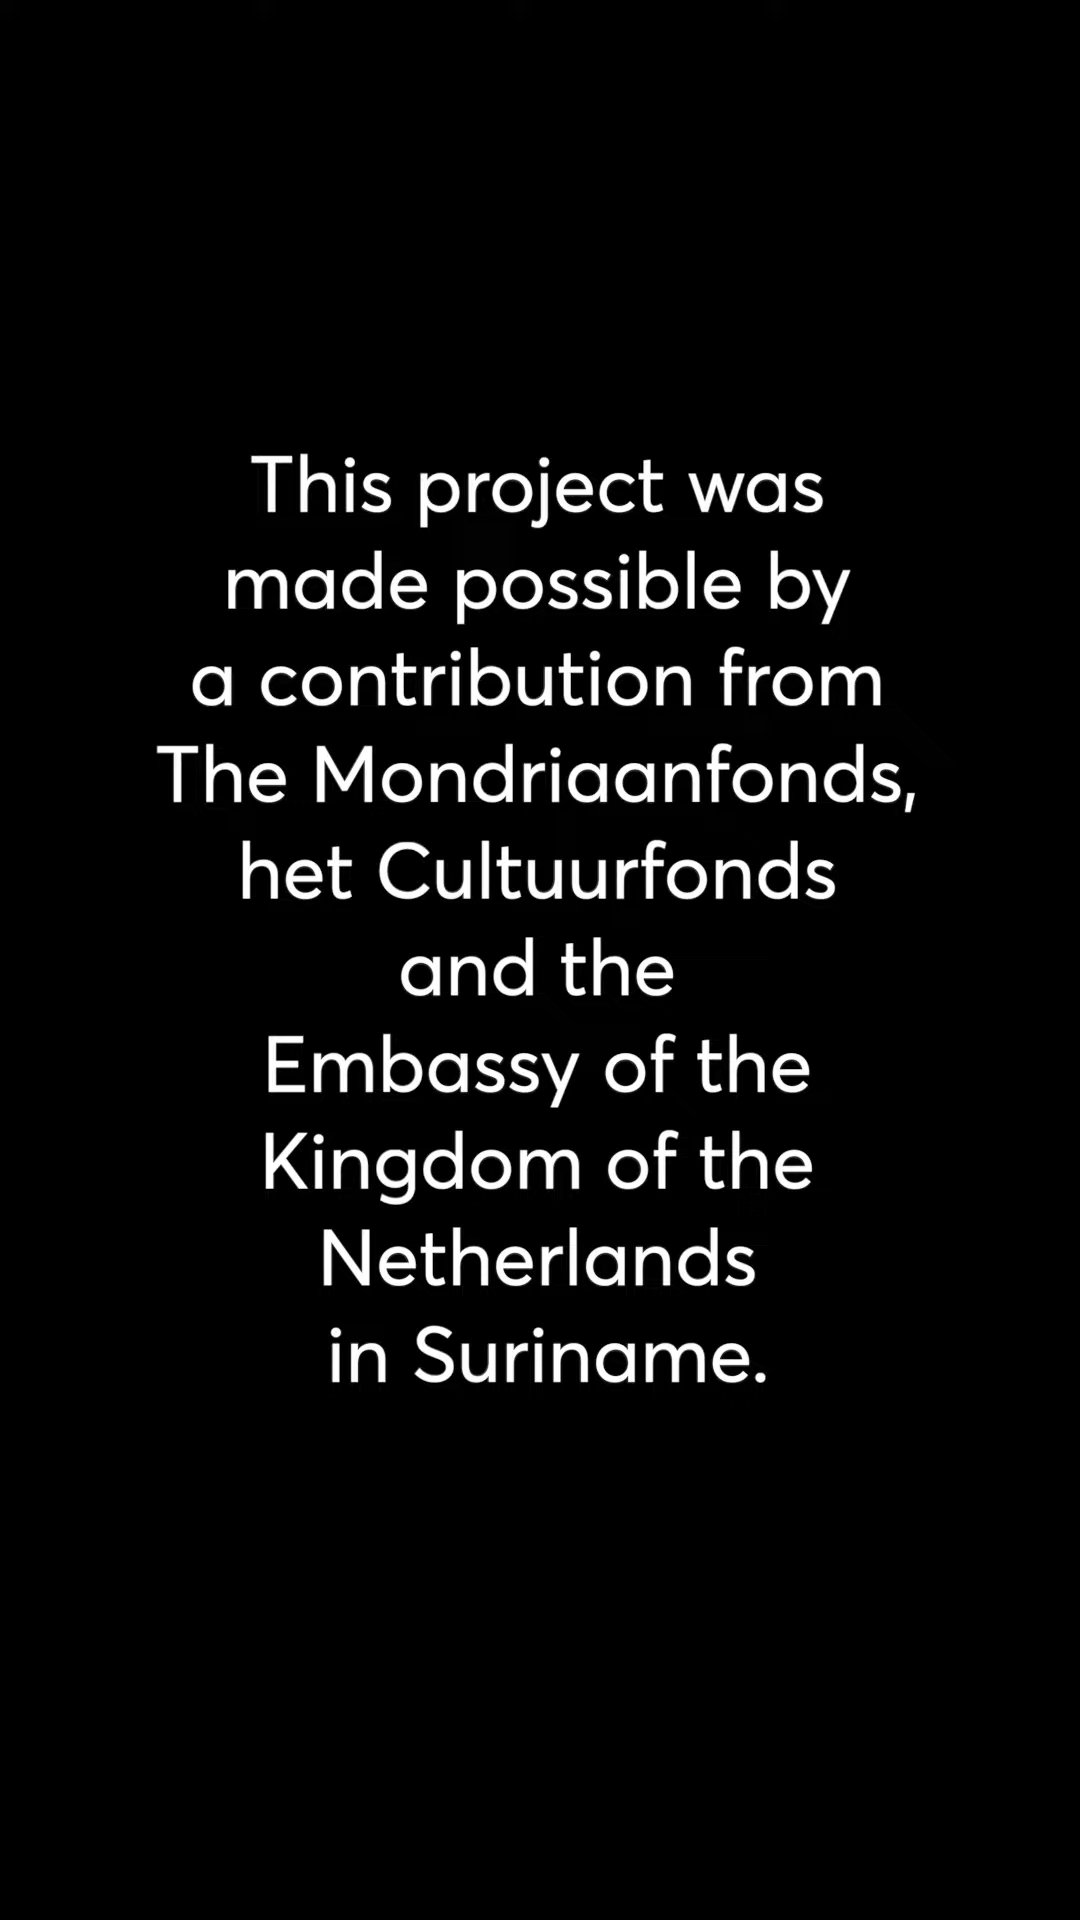 This project was
made possible by
a contribution from
The Mondriaanfonds,
het Cultuurfonds
and the
Embassy of the
Kingdom of the
Netherlands
in Suriname.